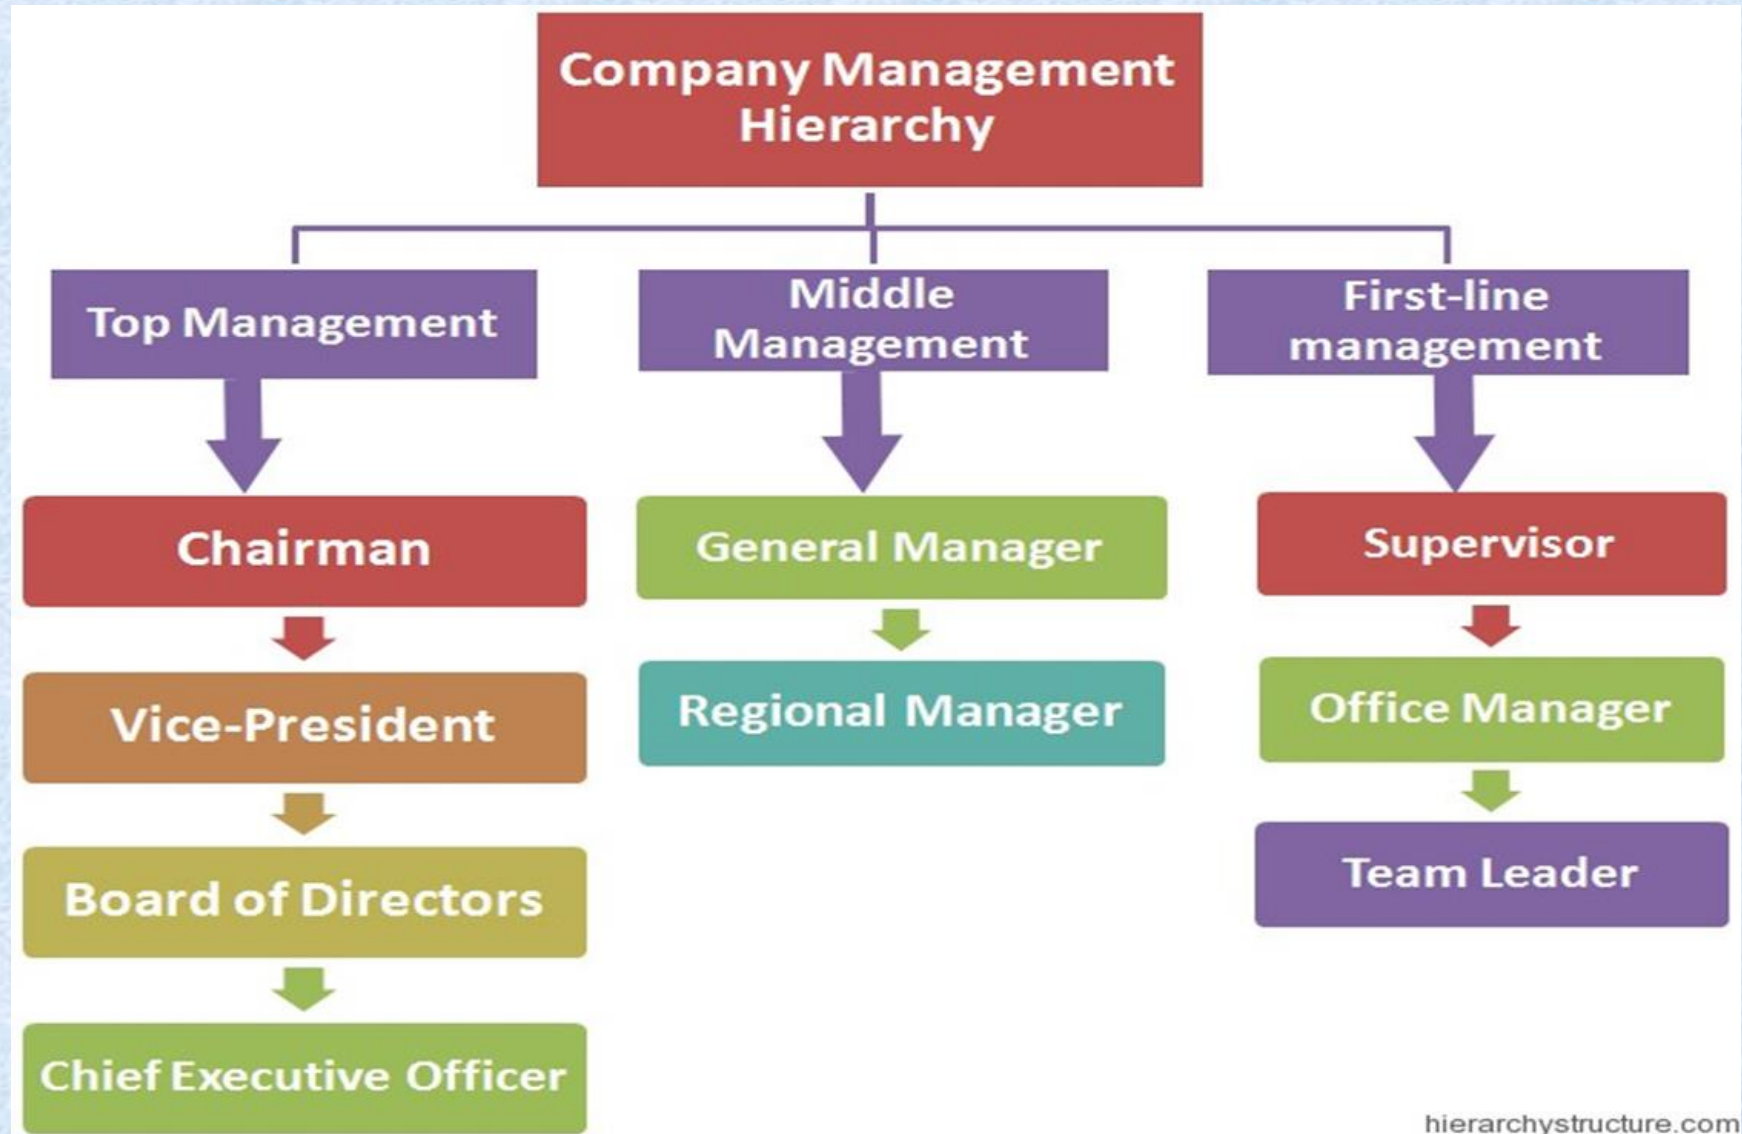 Company Management
Hierarchy
Top Management
Chairman
Vice-President
Board of Directors
Chief Executive Officer
Middle
Management
General Manager
Regional Manager
First-line
management
Supervisor
Office Manager
Team Leader
hierarchystructure.com